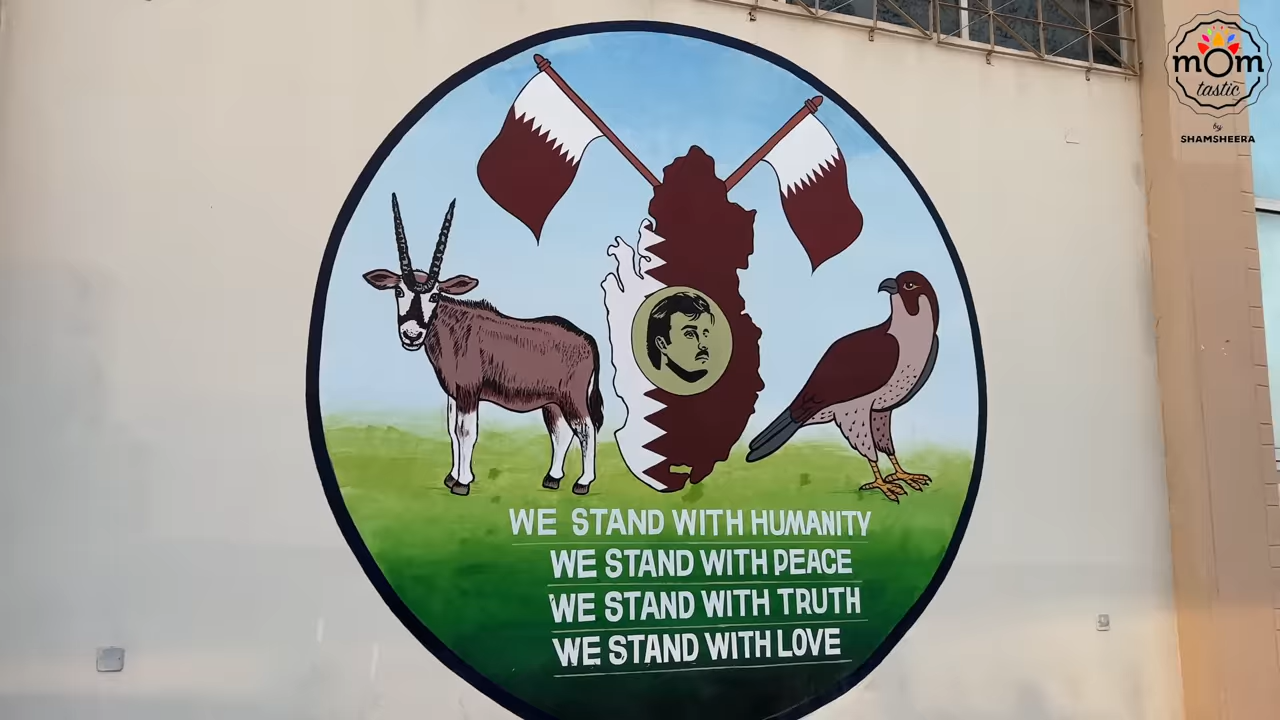 mOm
tastic
by
SHAMSHEERA
WE STAND WITH HUMANITY
WE STAND WITH PEACE
WE STAND WITH TRUTH
WE STAND WITH LOVE